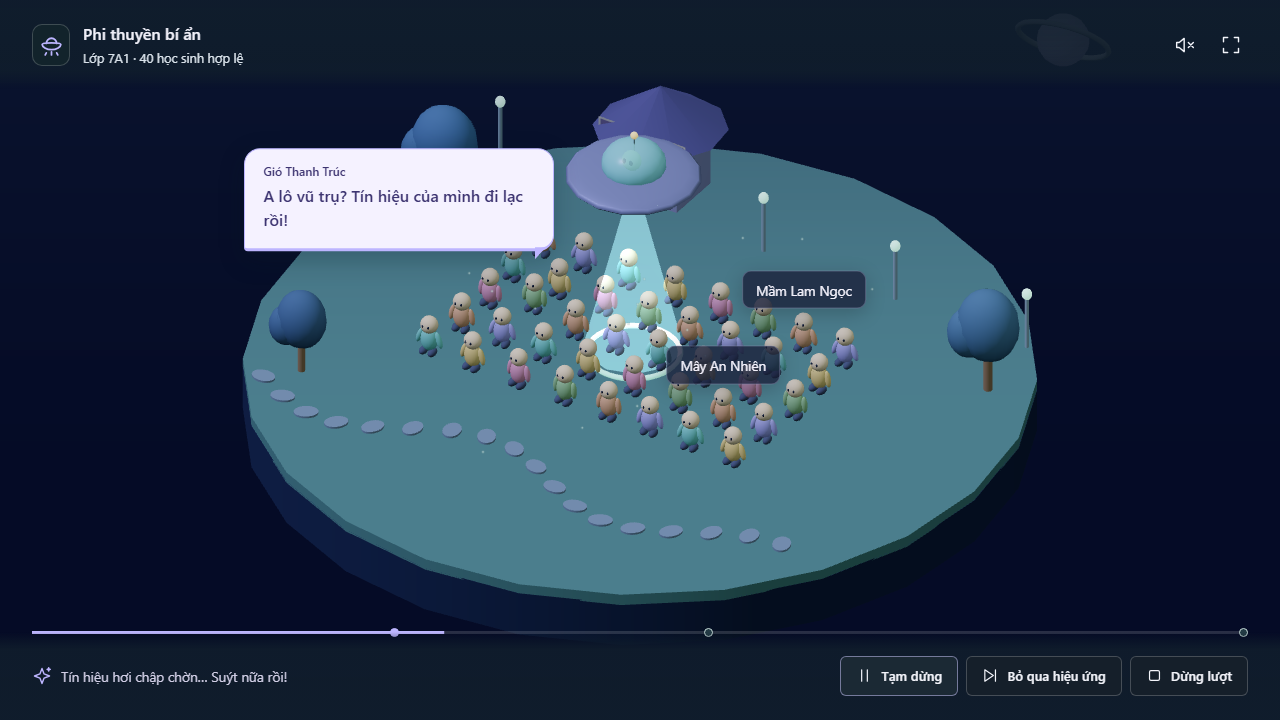 Phi thuyền bí ẩn
Lớp 7A1 · 40 học sinh hợp lệ
Gió Thanh Trúc
A lô vũ trụ? Tín hiệu của mình đi lạc
rồi!
Mầm Lam Ngọc
Mây An Nhiên
Tín hiệu hơi chập chờn... Suýt nữa rồi!
Tạm dừng
Bỏ qua hiệu ứng
Dừng lượt